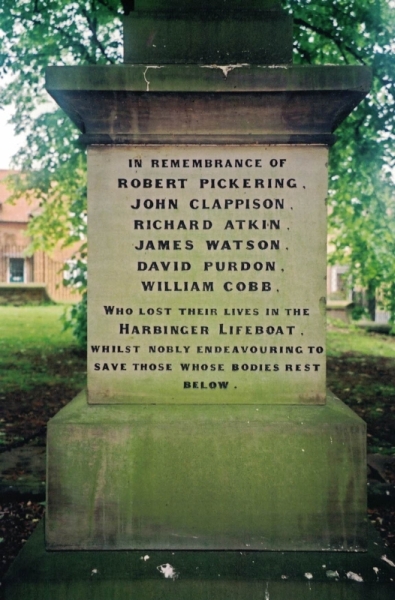 IN REMEMBRANCE OF
ROBERT PICKERING,
JOHN CLAPPISON,
RICHARD ATKIN,
JAMES WATSON,
DAVID PURDON,
WILLIAM COBB,
WHO LOST THEIR LIVES IN THE
HARBINGER LIFEBOAT,
WHILST NOBLY ENDEAVOURING TO
SAVE THOSE WHOSE BODIES REST
BELOW.